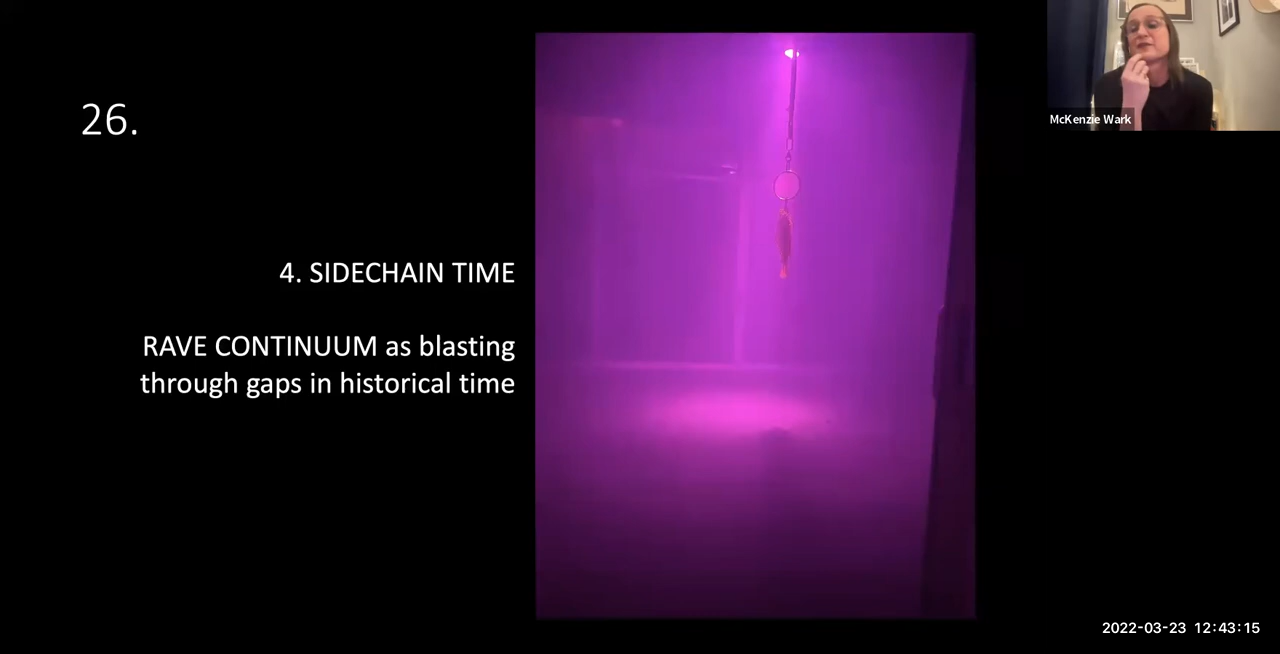 26.
4. SIDECHAIN TIME
RAVE CONTINUUM as blasting
through gaps in historical time
McKenzie Wark
2022-03-23 12:43:15